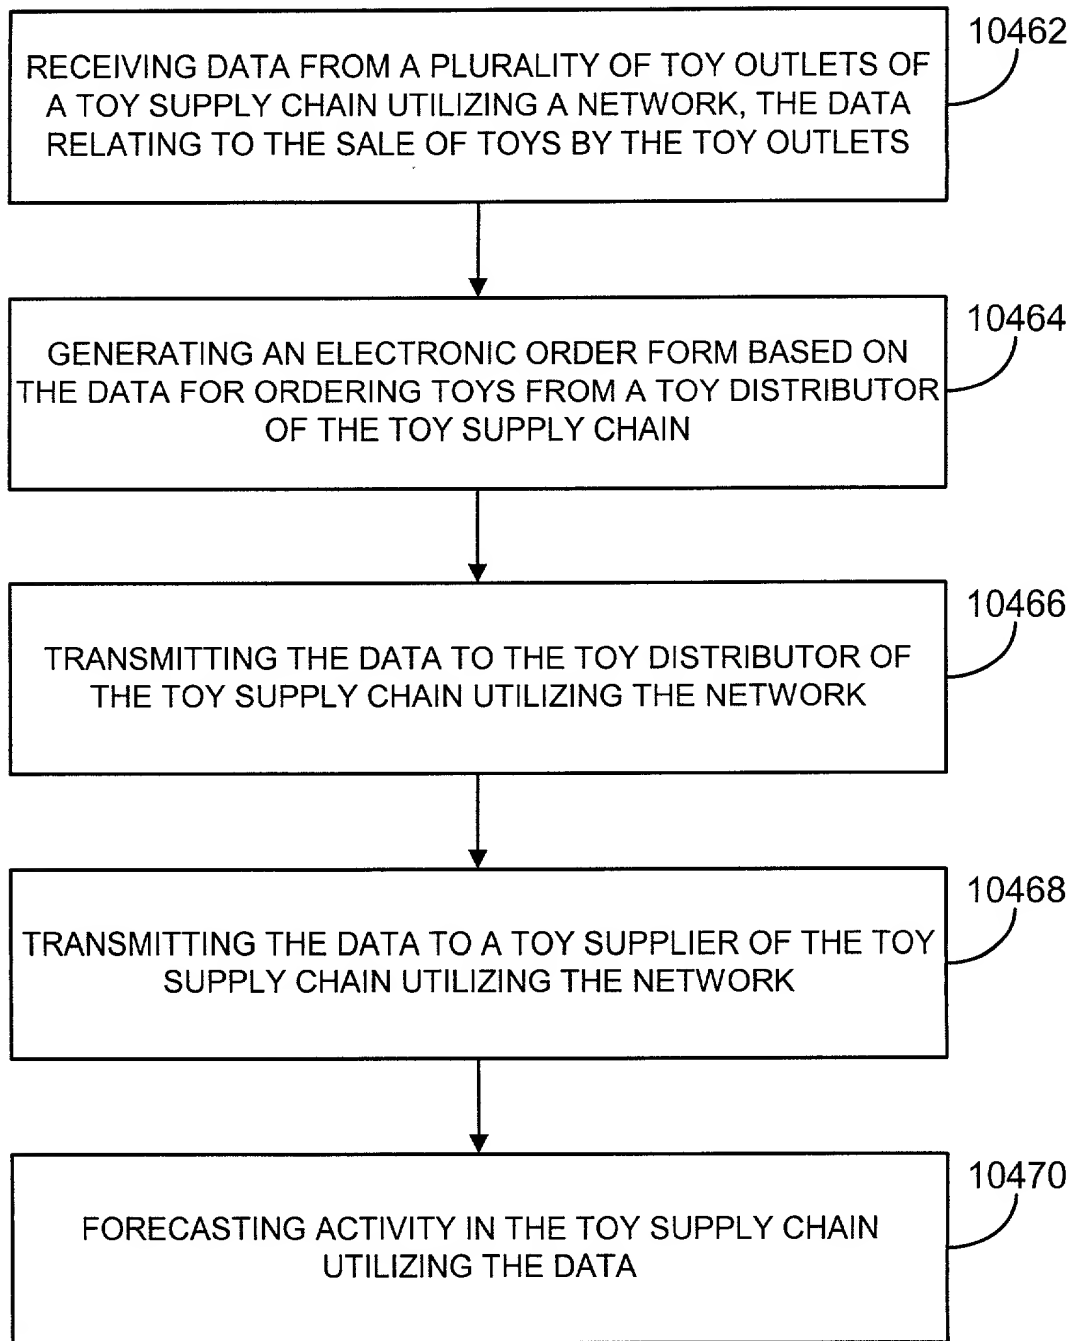 10462
RECEIVING DATA FROM A PLURALITY OF TOY OUTLETS OF
A TOY SUPPLY CHAIN UTILIZING A NETWORK, THE DATA
RELATING TO THE SALE OF TOYS BY THE TOY OUTLETS
10464
GENERATING AN ELECTRONIC ORDER FORM BASED ON
THE DATA FOR ORDERING TOYS FROM A TOY DISTRIBUTOR
OF THE TOY SUPPLY CHAIN
10466
TRANSMITTING THE DATA TO THE TOY DISTRIBUTOR OF
THE TOY SUPPLY CHAIN UTILIZING THE NETWORK
10468
TRANSMITTING THE DATA TO A TOY SUPPLIER OF THE TOY
SUPPLY CHAIN UTILIZING THE NETWORK
10470
FORECASTING ACTIVITY IN THE TOY SUPPLY CHAIN
UTILIZING THE DATA